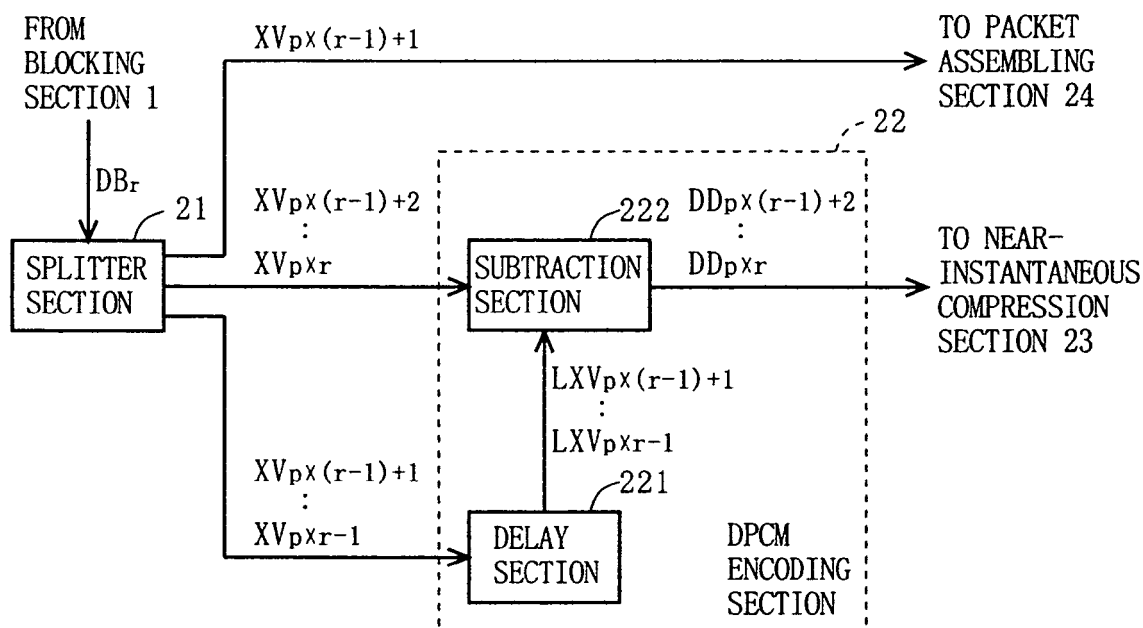 FROM
BLOCKING
SECTION 1
XVp×(r-1)+1
TO PACKET
ASSEMBLING
SECTION 24
22
DBr
21
SPLITTER
SECTION
XVp×(r-1)+2
⋮
XVp×r
222
SUBTRACTION
SECTION
DDp×(r-1)+2
⋮
DDp×r
TO NEAR-
INSTANTANEOUS
COMPRESSION
SECTION 23
LXVp×(r-1)+1
⋮
LXVp×r-1
XVp×(r-1)+1
⋮
XVp×r-1
221
DELAY
SECTION
DPCM
ENCODING
SECTION